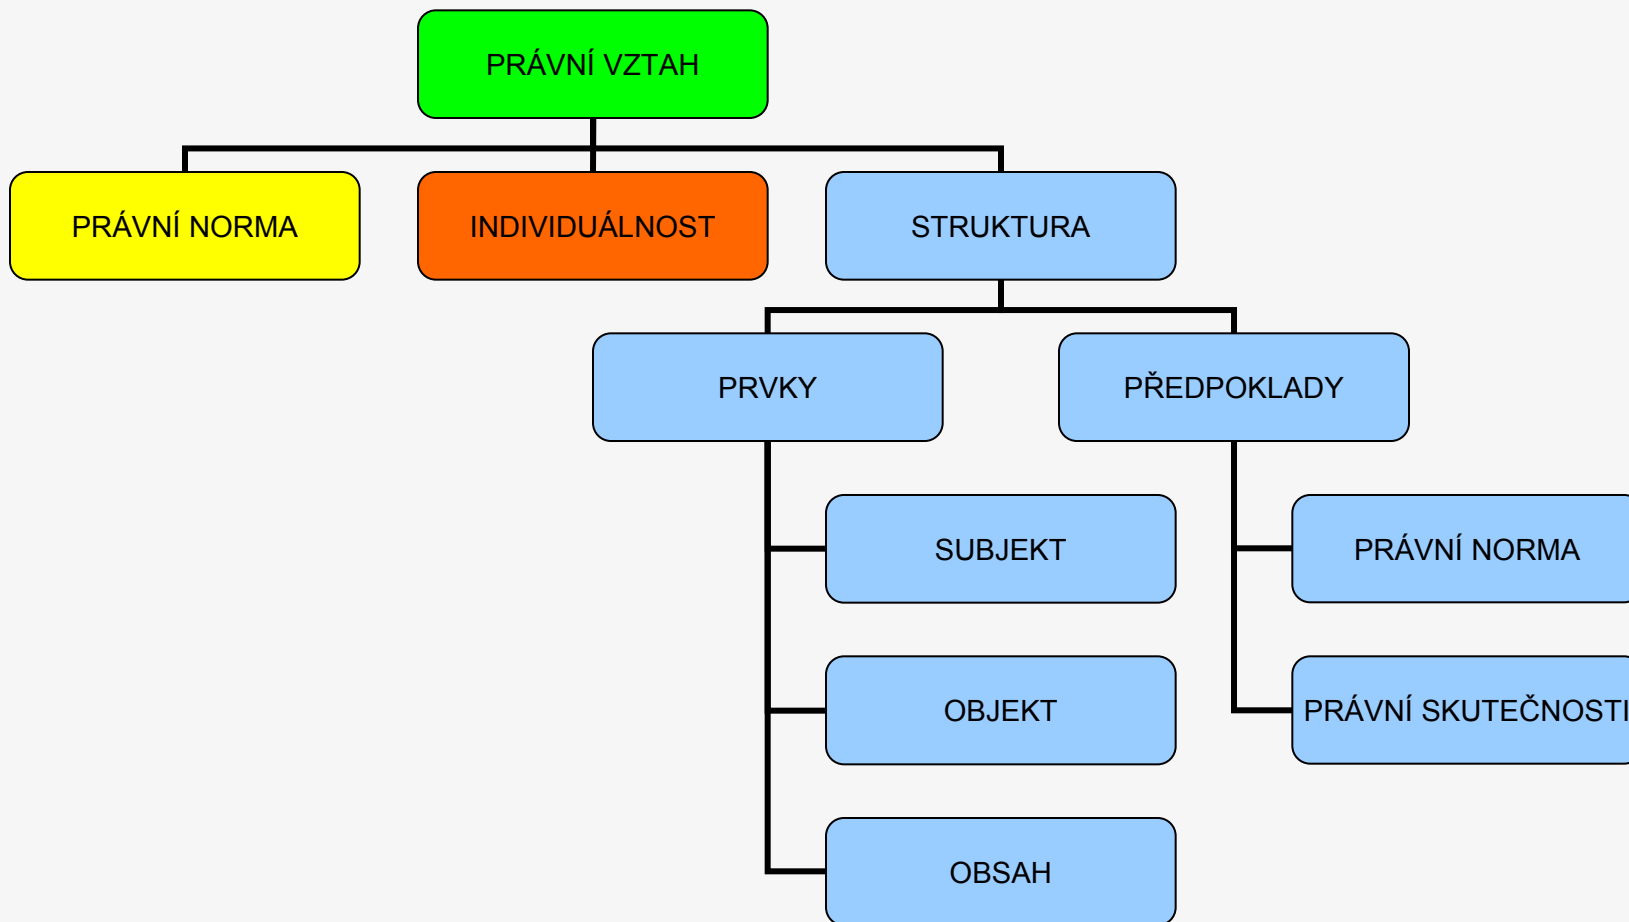 PRÁVNÍ VZTAH
PRÁVNÍ NORMA
INDIVIDUÁLNOST
STRUKTURA
PRVKY
PŘEDPOKLADY
SUBJEKT
PRÁVNÍ NORMA
OBJEKT
PRÁVNÍ SKUTEČNOSTI
OBSAH